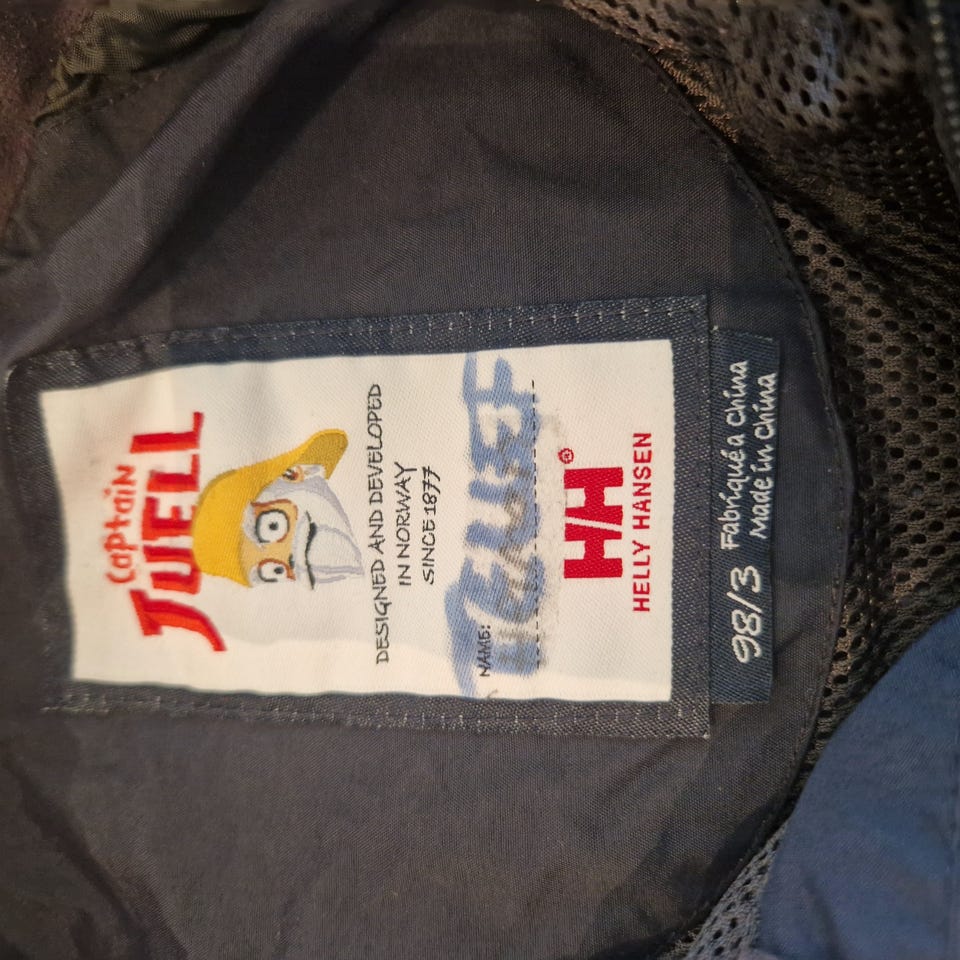 Captain
JUELL
DESIGNED AND DEVELOPED
IN NORWAY
SINCE 1877
NAME:
H/H®
HELLY HANSEN
98/3 Fabriqué a China
Made in China